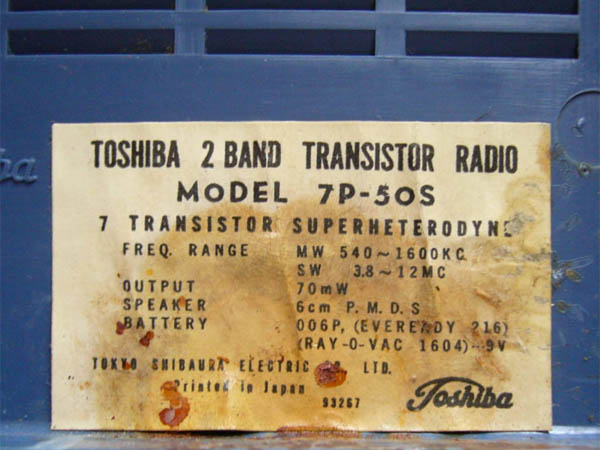 TOSHIBA 2 BAND TRANSISTOR RADIO
MODEL 7P-50S
7 TRANSISTOR SUPERHETERODYNE
FREQ. RANGE MW 540~1600KC
SW 3.8~12MC
OUTPUT 70mW
SPEAKER 6cm P.M.D.S
BATTERY 006P, (EVEREADY 216)
(RAY-O-VAC 1604)...9V
TOKYO SHIBAURA ELECTRIC CO. LTD.
Printed in Japan
93267
Toshiba